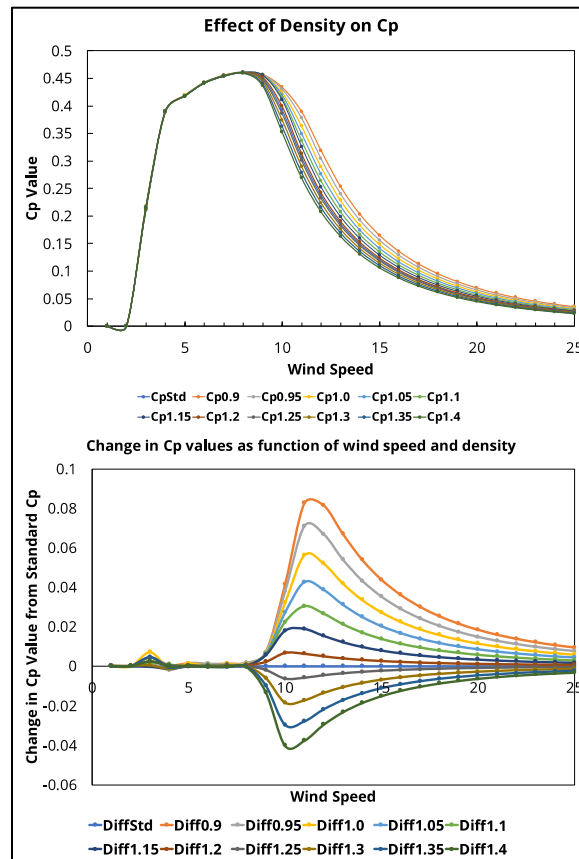 Effect of Density on Cp
0.5
0.45
0.4
0.35
0.3
0.25
0.2
0.15
0.1
0.05
0
Cp Value
0 5 10 15 20 25
Wind Speed
CpStd Cp0.9 Cp0.95 Cp1.0 Cp1.05 Cp1.1
Cp1.15 Cp1.2 Cp1.25 Cp1.3 Cp1.35 Cp1.4
Change in Cp values as function of wind speed and density
0.1
0.08
0.06
0.04
0.02
0
-0.02
-0.04
-0.06
Change in Cp Value from Standard Cp
0 5 10 15 20 25
Wind Speed
DiffStd Diff0.9 Diff0.95 Diff1.0 Diff1.05 Diff1.1
Diff1.15 Diff1.2 Diff1.25 Diff1.3 Diff1.35 Diff1.4